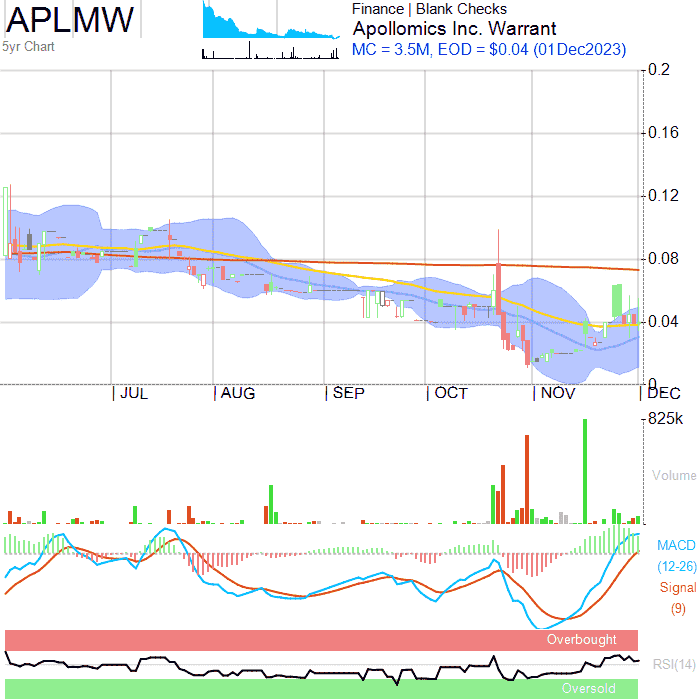 APLMW
5yr Chart
Finance | Blank Checks
Apollomics Inc. Warrant
MC = 3.5M, EOD = $0.04 (01Dec2023)
0.2
0.16
0.12
0.08
0.04
0
JUL AUG SEP OCT NOV DEC
825k
Volume
MACD
(12-26)
Signal
(9)
Overbought
RSI(14)
Oversold